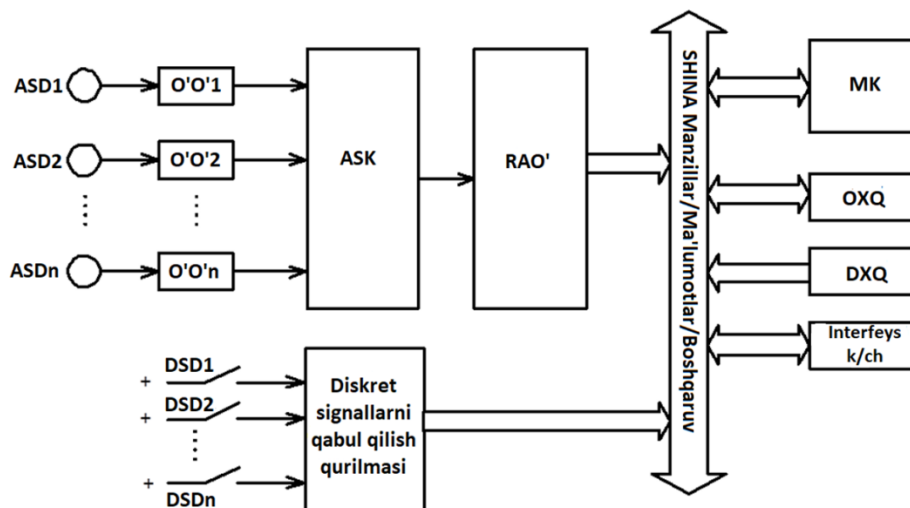 ASD1
O'O'1
ASD2
O'O'2
ASDn
O'O'n
ASK
RAO'
SHINA Manzillar/Ma'lumotlar/Boshqaruv
MK
OXQ
DXQ
Interfeys
k/ch
+ DSD1
+ DSD2
+ DSDn
Diskret
signallarni
qabul qilish
qurilmasi